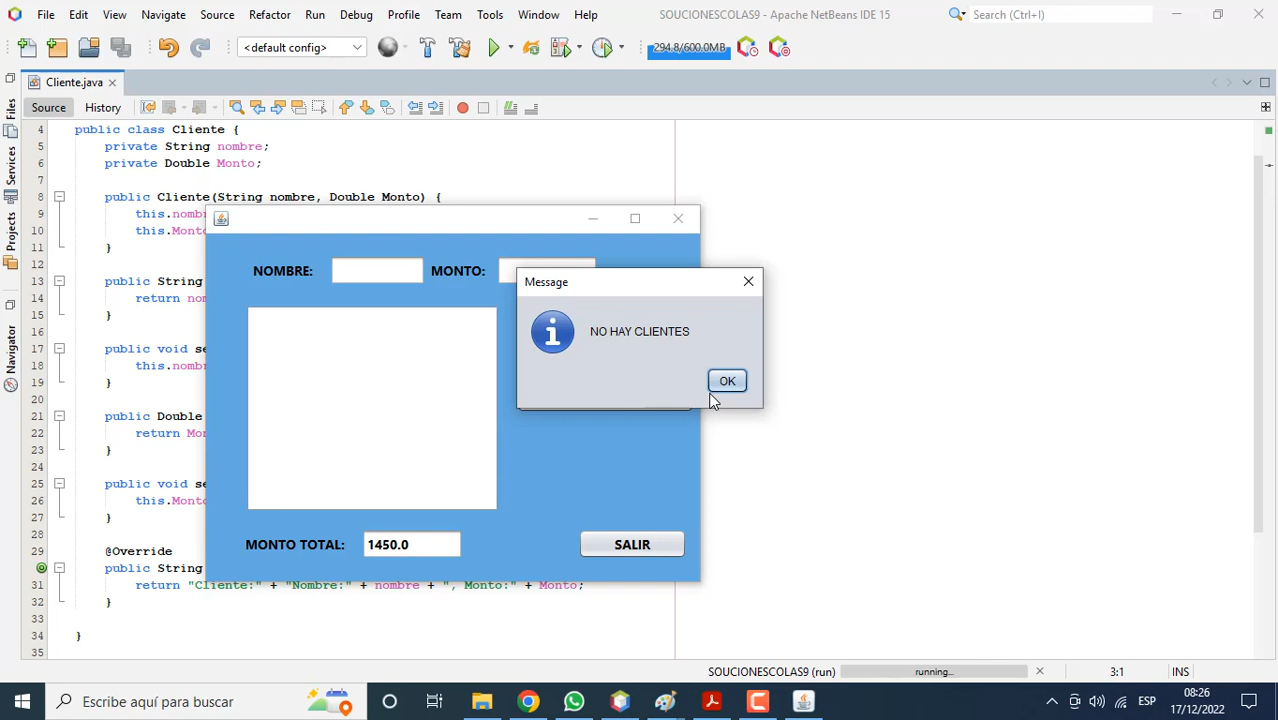 File Edit View Navigate Source Refactor Run Debug Profile Team Tools Window Help
SOUCIONESCOLAS9 - Apache NetBeans IDE 15
Search (Ctrl+I)
<default config>
294.8/600.0MB
Cliente.java
Source History
Files
Services
Projects
Navigator
4 public class Cliente {
5 private String nombre;
6 private Double Monto;
7
8 public Cliente(String nombre, Double Monto) {
9 this.nomb
10 this.Mont
11 }
12
13 public String
14 return no
15 }
16
17 public void se
18 this.nomb
19 }
20
21 public Double
22 return Mo
23 }
24
25 public void se
26 this.Mont
27 }
28
29 @Override
public String
31 return "Cliente:" + "Nombre:" + nombre + ", Monto:" + Monto;
32 }
33
34 }
35
NOMBRE: MONTO:
Message
NO HAY CLIENTES
OK
MONTO TOTAL: 1450.0
SALIR
SOUCIONESCOLAS9 (run) running...
3:1 INS
Escribe aquí para buscar
ESP
08:26
17/12/2022